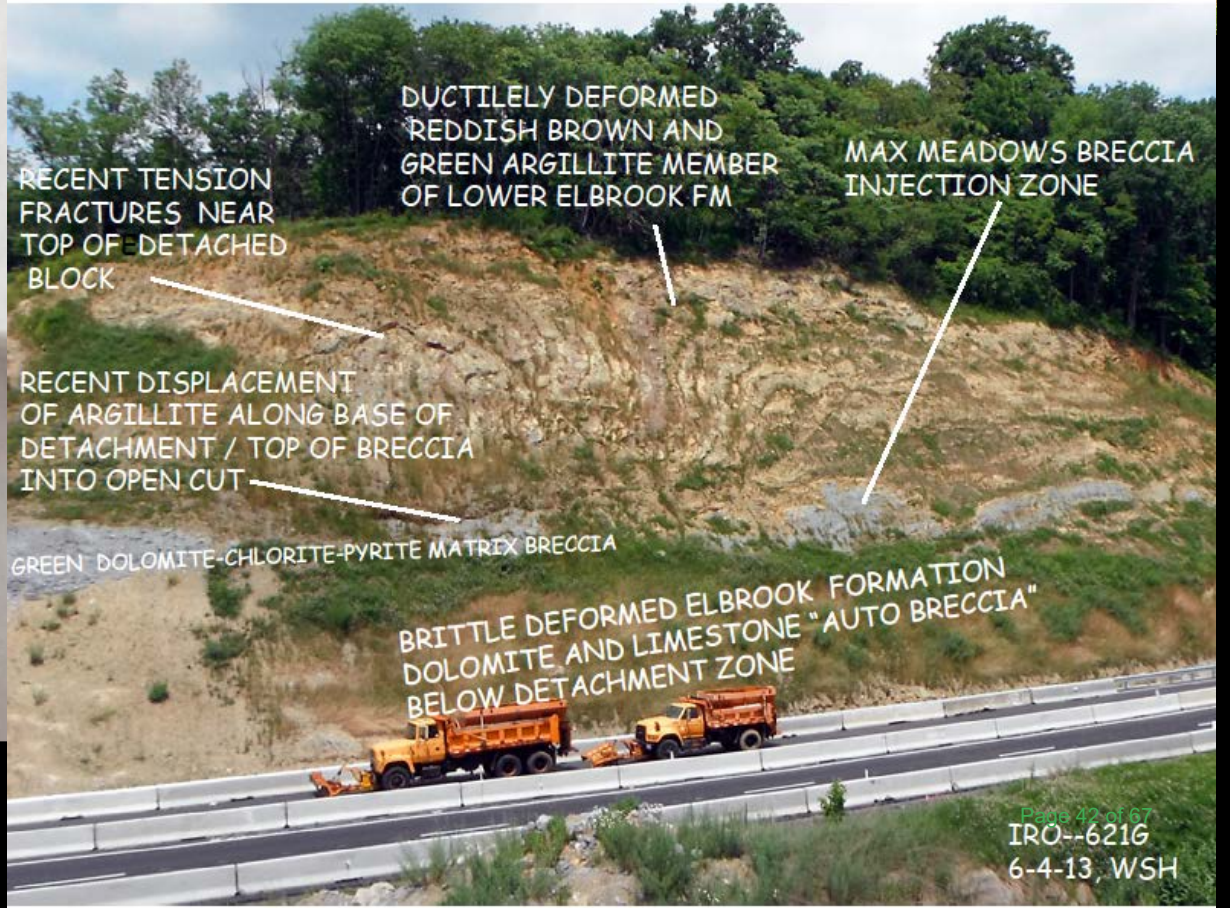 DUCTILELY DEFORMED
REDDISH BROWN AND
GREEN ARGILLITE MEMBER
OF LOWER ELBROOK FM
MAX MEADOWS BRECCIA
INJECTION ZONE
RECENT TENSION
FRACTURES NEAR
TOP OF E DETACHED
BLOCK
RECENT DISPLACEMENT
OF ARGILLITE ALONG BASE OF
DETACHMENT / TOP OF BRECCIA
INTO OPEN CUT
GREEN DOLOMITE-CHLORITE-PYRITE MATRIX BRECCIA
BRITTLE DEFORMED ELBROOK FORMATION
DOLOMITE AND LIMESTONE "AUTO BRECCIA"
BELOW DETACHMENT ZONE
Page 42 of 67
IRO--621G
6-4-13, WSH